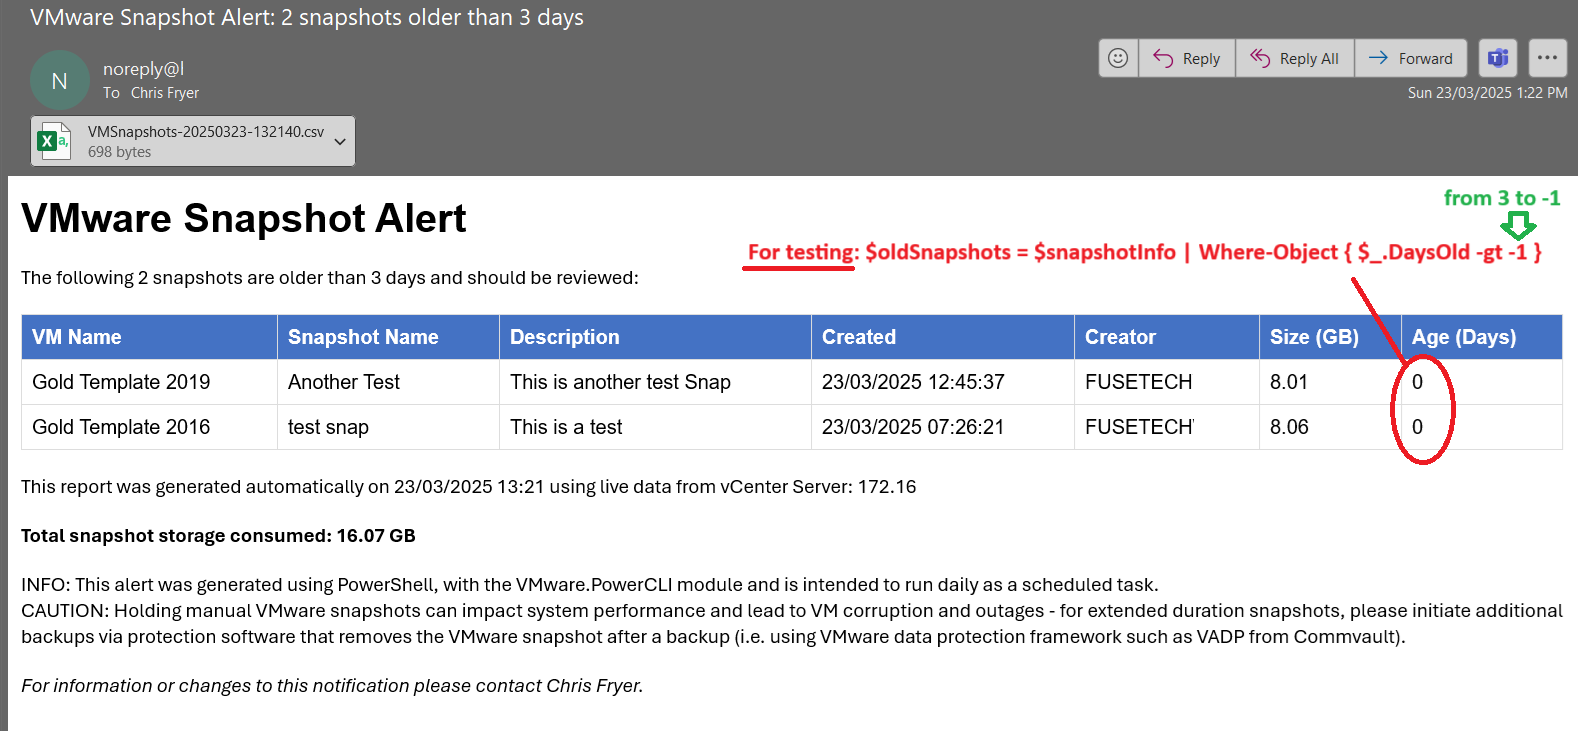 VMware Snapshot Alert: 2 snapshots older than 3 days
N
noreply@l
To Chris Fryer
Reply
Reply All
Forward
Sun 23/03/2025 1:22 PM
VMSnapshots-20250323-132140.csv
698 bytes
from 3 to -1
VMware Snapshot Alert
For testing: $oldSnapshots = $snapshotInfo | Where-Object { $_.DaysOld -gt -1 }
The following 2 snapshots are older than 3 days and should be reviewed:
VM Name Snapshot Name Description Created Creator Size (GB) Age (Days)
Gold Template 2019 Another Test This is another test Snap 23/03/2025 12:45:37 FUSETECH 8.01 0
Gold Template 2016 test snap This is a test 23/03/2025 07:26:21 FUSETECH 8.06 0
This report was generated automatically on 23/03/2025 13:21 using live data from vCenter Server: 172.16
Total snapshot storage consumed: 16.07 GB
INFO: This alert was generated using PowerShell, with the VMware.PowerCLI module and is intended to run daily as a scheduled task.
CAUTION: Holding manual VMware snapshots can impact system performance and lead to VM corruption and outages - for extended duration snapshots, please initiate additional
backups via protection software that removes the VMware snapshot after a backup (i.e. using VMware data protection framework such as VADP from Commvault).
For information or changes to this notification please contact Chris Fryer.